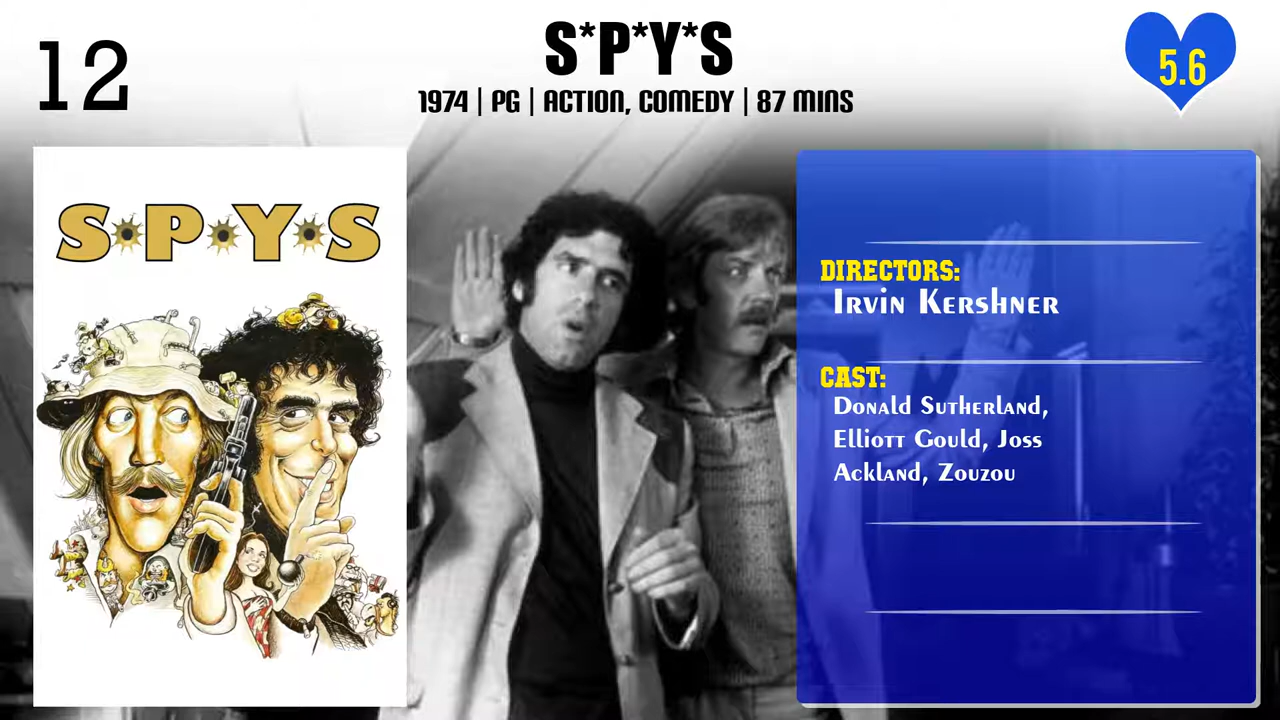 12
S*P*Y*S
1974 | PG | ACTION, COMEDY | 87 MINS
5.6
S*P*Y*S
DIRECTORS:
Irvin Kershner
CAST:
Donald Sutherland,
Elliott Gould, Joss
Ackland, Zouzou